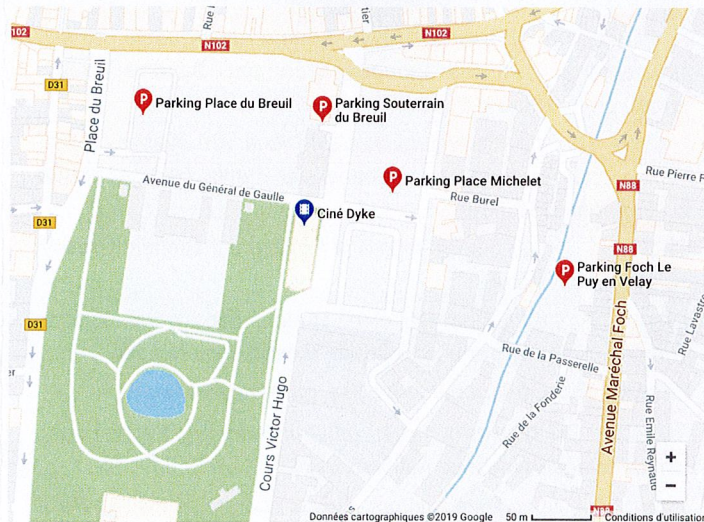 102
N102
N102
D31
Place du Breuil
Parking Place du Breuil
Parking Souterrain
du Breuil
Parking Place Michelet
Avenue du Général de Gaulle
Rue Burel
Rue Pierre F
N88
Ciné Dyke
D31
N88
Parking Foch Le
Puy en Velay
D31
Rue Lavastre
Avenue Maréchal Foch
Rue de la Passerelle
Rue de la Fonderie
Rue Emile Reynaud
Cours Victor Hugo
+
−
Données cartographiques ©2019 Google
50 m
Conditions d'utilisation